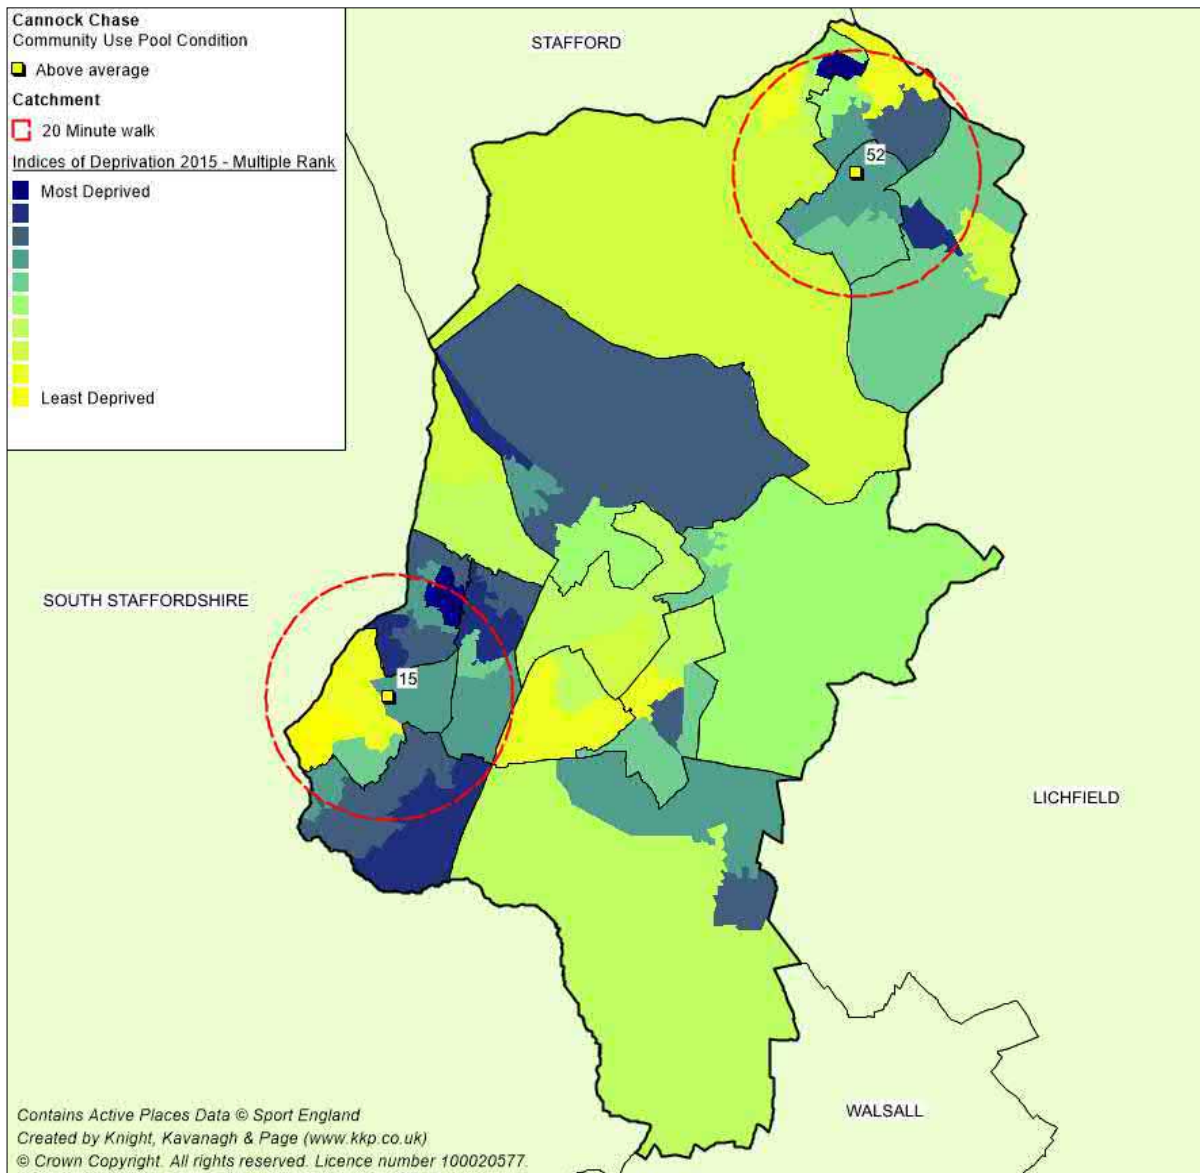 Cannock Chase
Community Use Pool Condition
Above average
Catchment
20 Minute walk
Indices of Deprivation 2015 - Multiple Rank
Most Deprived
Least Deprived
STAFFORD
52
SOUTH STAFFORDSHIRE
15
LICHFIELD
WALSALL
Contains Active Places Data © Sport England
Created by Knight, Kavanagh & Page (www.kkp.co.uk)
© Crown Copyright. All rights reserved. Licence number 100020577.